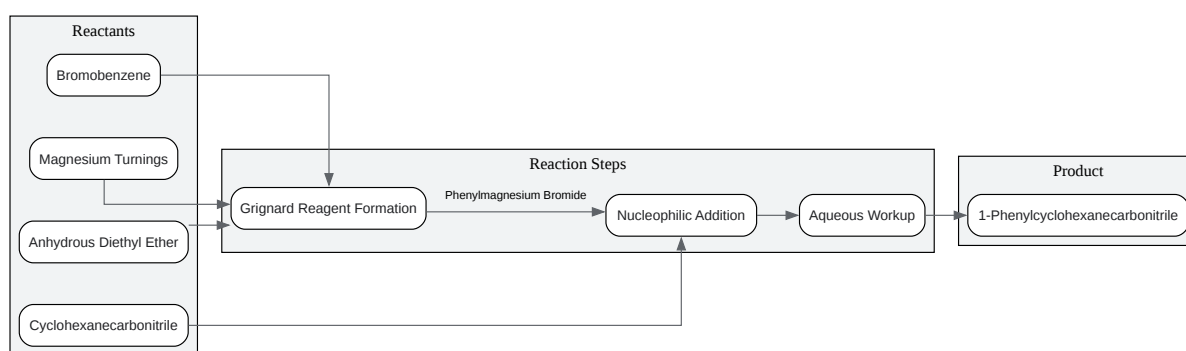 Reactants
Bromobenzene
Magnesium Turnings
Anhydrous Diethyl Ether
Cyclohexanecarbonitrile
Reaction Steps
Grignard Reagent Formation
Phenylmagnesium Bromide
Nucleophilic Addition
Aqueous Workup
Product
1-Phenylcyclohexanecarbonitrile